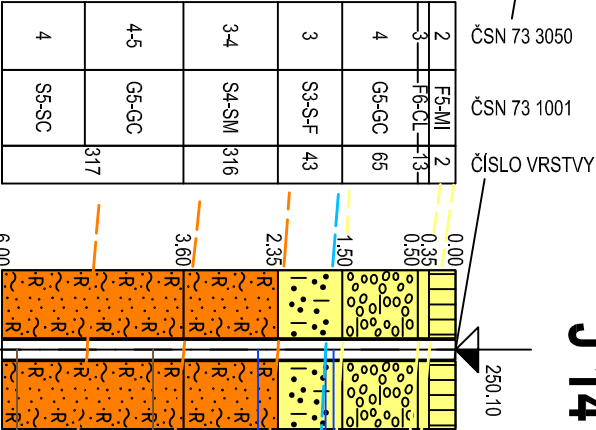 ČSN 73 3050
ČSN 73 1001
ČÍSLO VRSTVY
4 4-5 3-4 3 4 3 2
S5-SC G5-GC S4-SM S3-S-F G5-GC F6-CL F5-MI
317 316 43 65 13 2
6.00 3.60 2.35 1.50 0.50 0.35 0.00
250.10
J 14
R R R R R R R R
R R R R R R R R